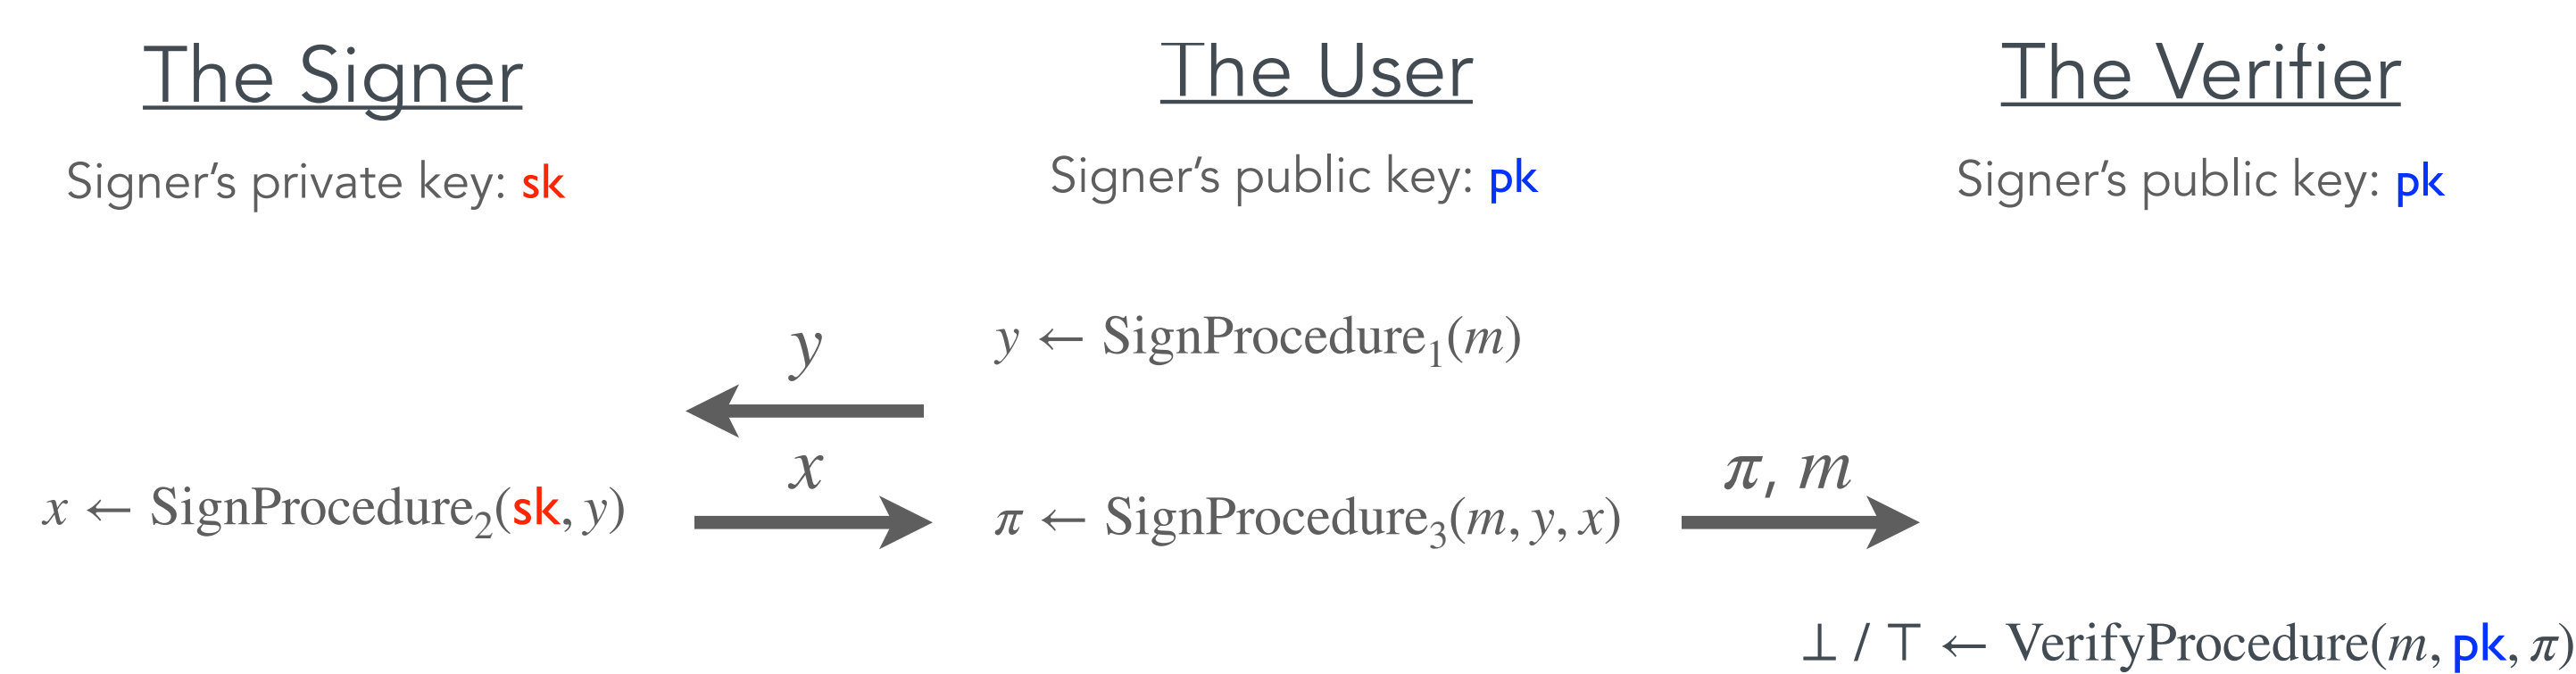 The Signer
Signer's private key: sk
The User
Signer's public key: pk
The Verifier
Signer's public key: pk
y ← SignProcedure₁(m)
y
x ← SignProcedure₂(sk, y)
x
π ← SignProcedure₃(m, y, x)
π, m
⊥ / ⊤ ← VerifyProcedure(m, pk, π)